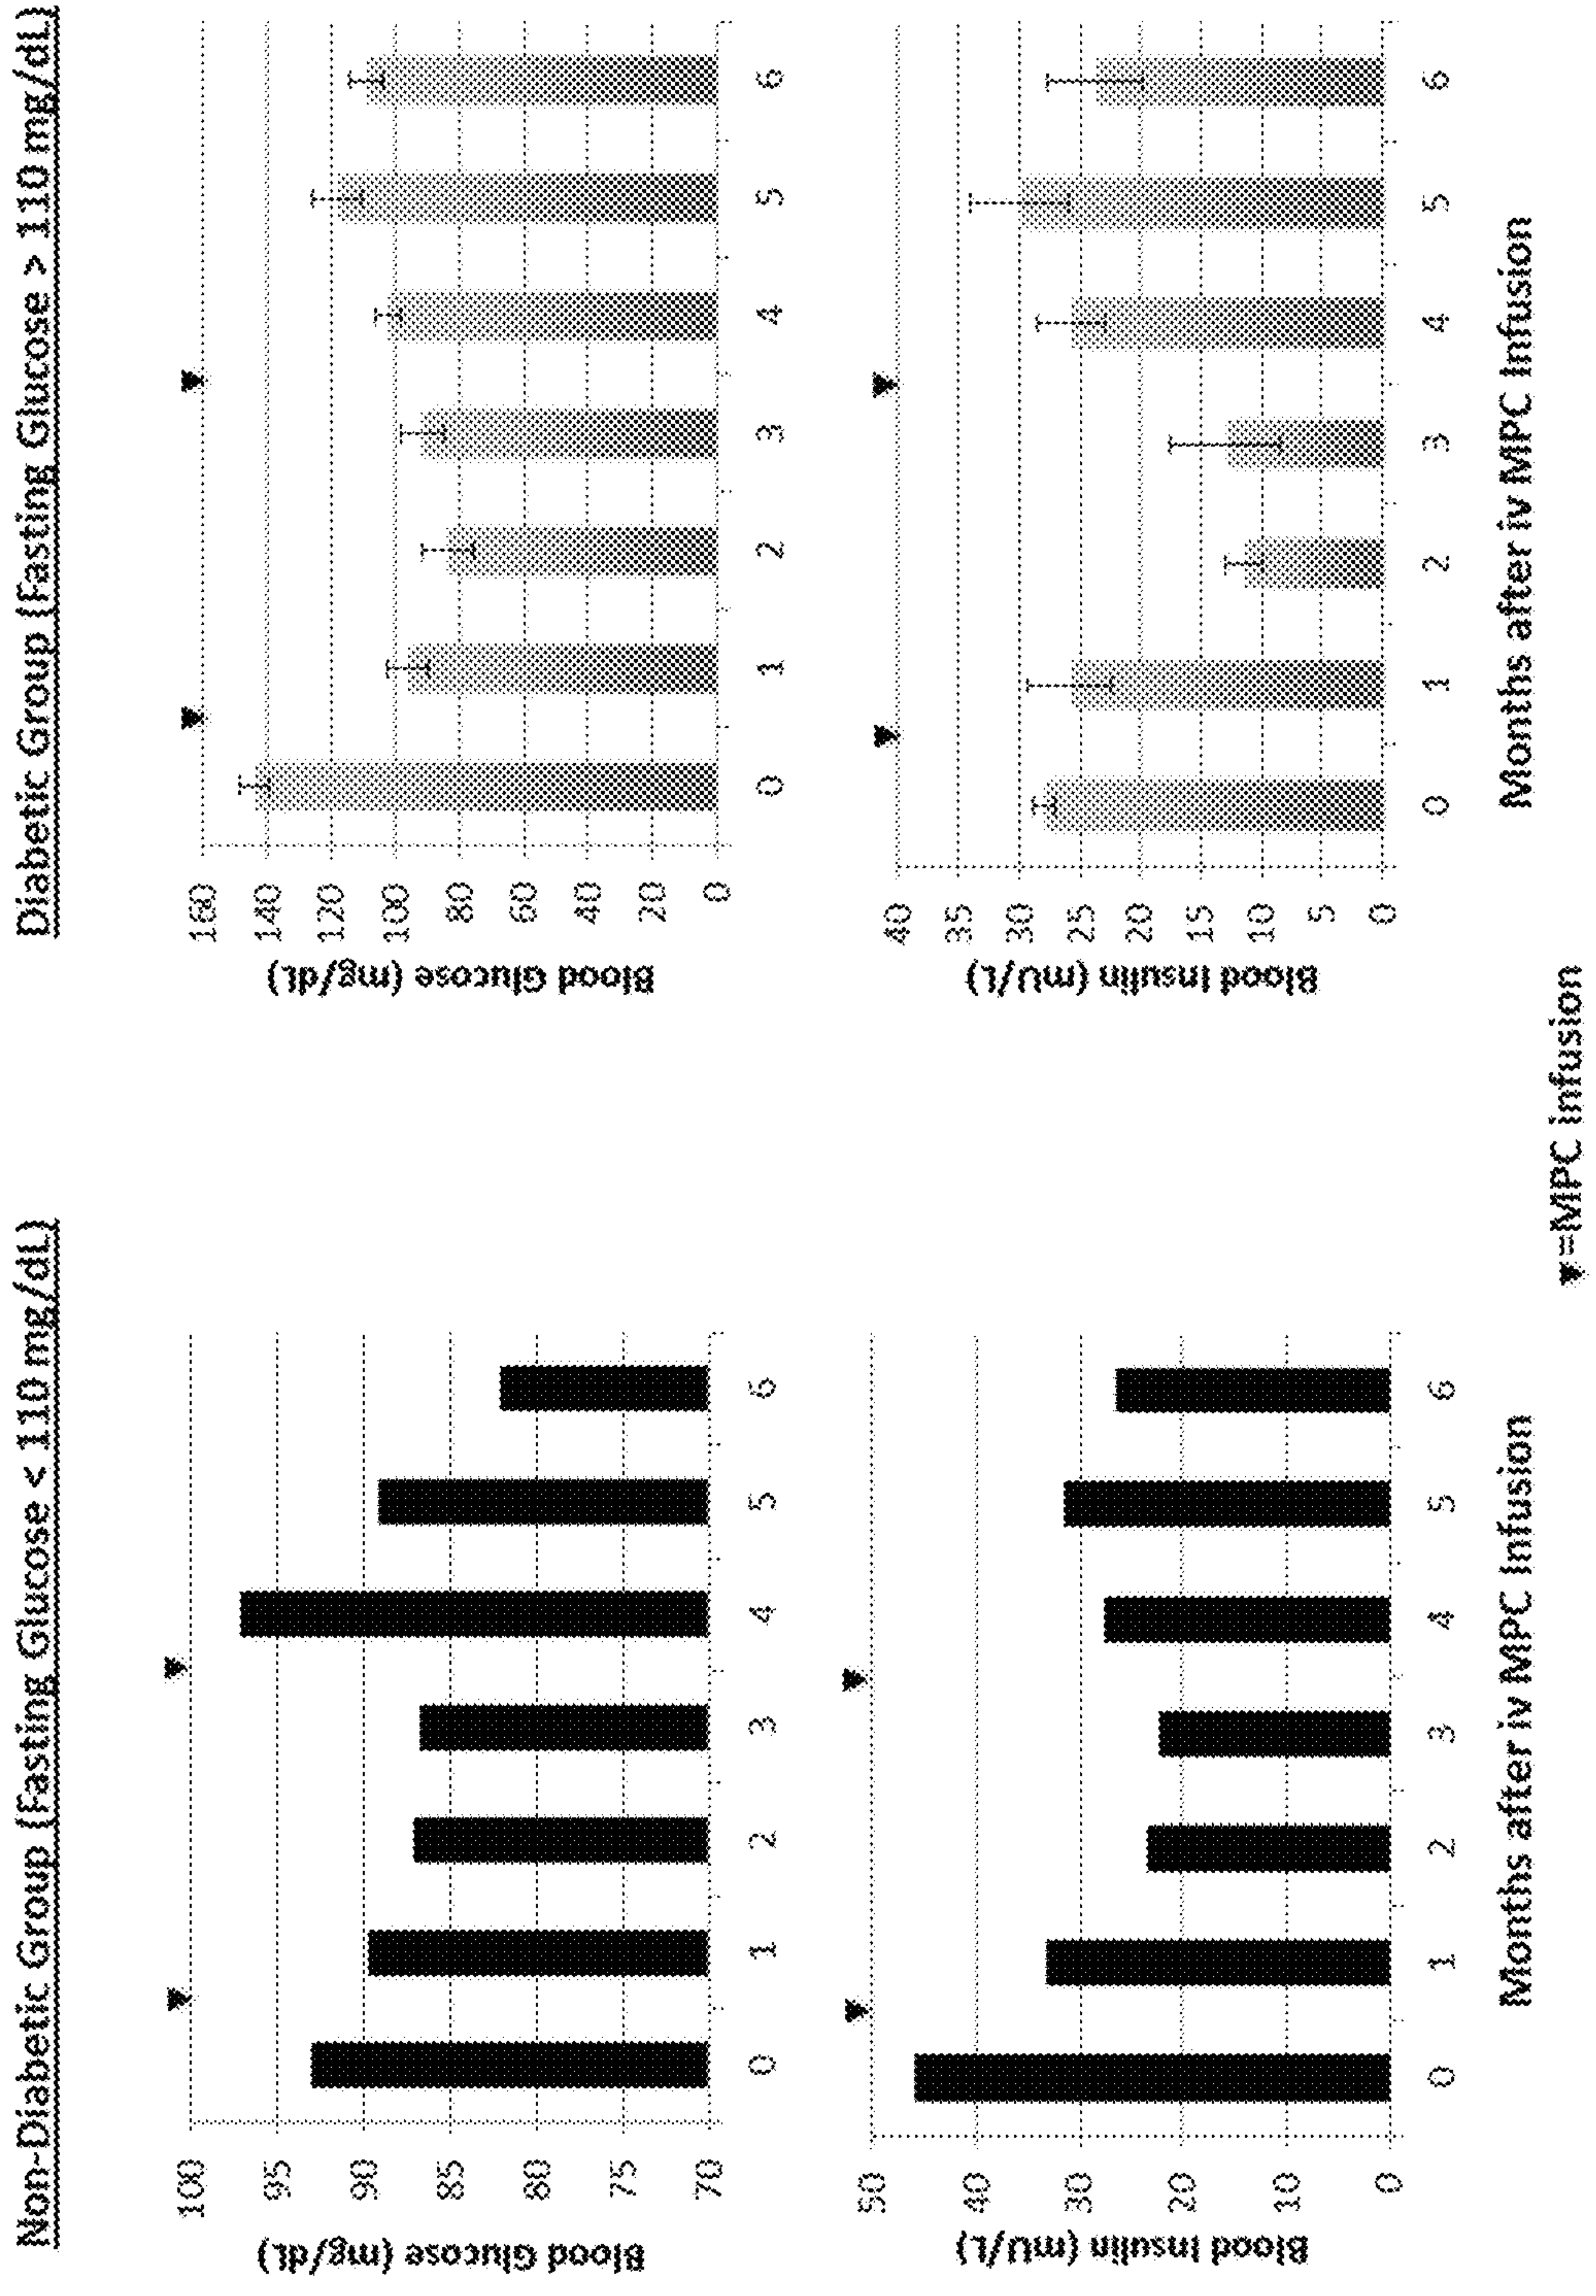 Non-Diabetic Group (Fasting Glucose < 110 mg/dL)
Blood Glucose (mg/dL)
100
95
90
85
80
75
70
0 1 2 3 4 5 6
Blood Insulin (mU/L)
50
40
30
20
10
0
0 1 2 3 4 5 6
Months after iv MPC Infusion
Diabetic Group (Fasting Glucose > 110 mg/dL)
Blood Glucose (mg/dL)
160
140
120
100
80
60
40
20
0
0 1 2 3 4 5 6
Blood Insulin (mU/L)
40
35
30
25
20
15
10
5
0
0 1 2 3 4 5 6
Months after iv MPC Infusion
▼=MPC infusion